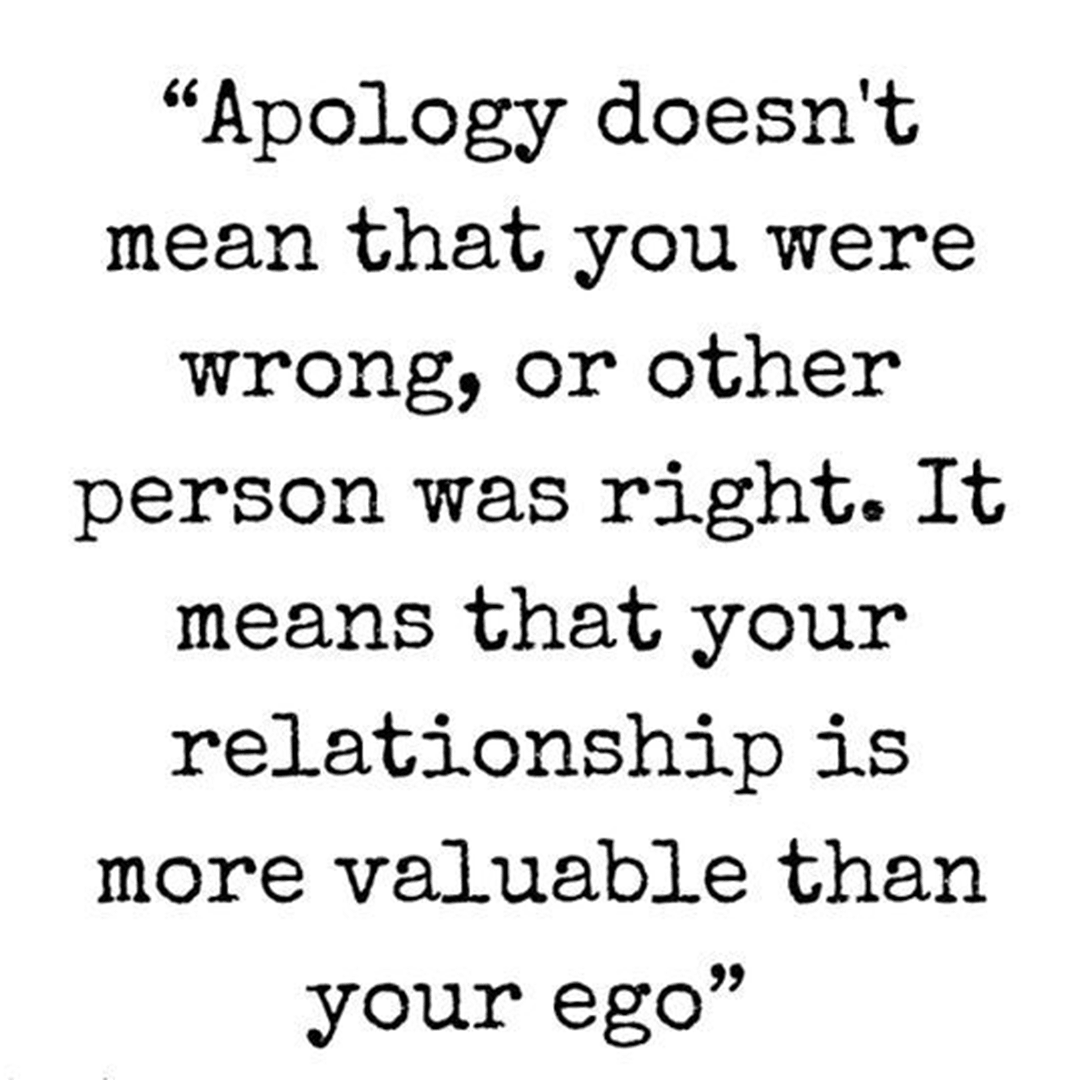 “Apology doesn't
mean that you were
wrong, or other
person was right. It
means that your
relationship is
more valuable than
your ego”